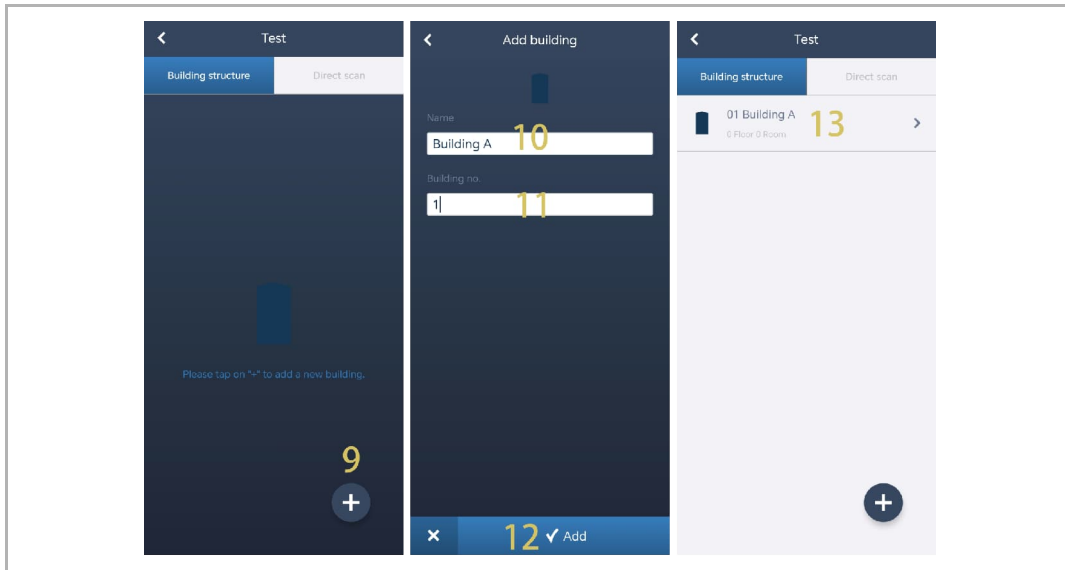 Test
Building structure Direct scan
Please tap on "+" to add a new building.
9
+
Add building
Name
Building A 10
Building no.
1 11
12 Add
Test
Building structure Direct scan
01 Building A
0 Floor 0 Room
13
+